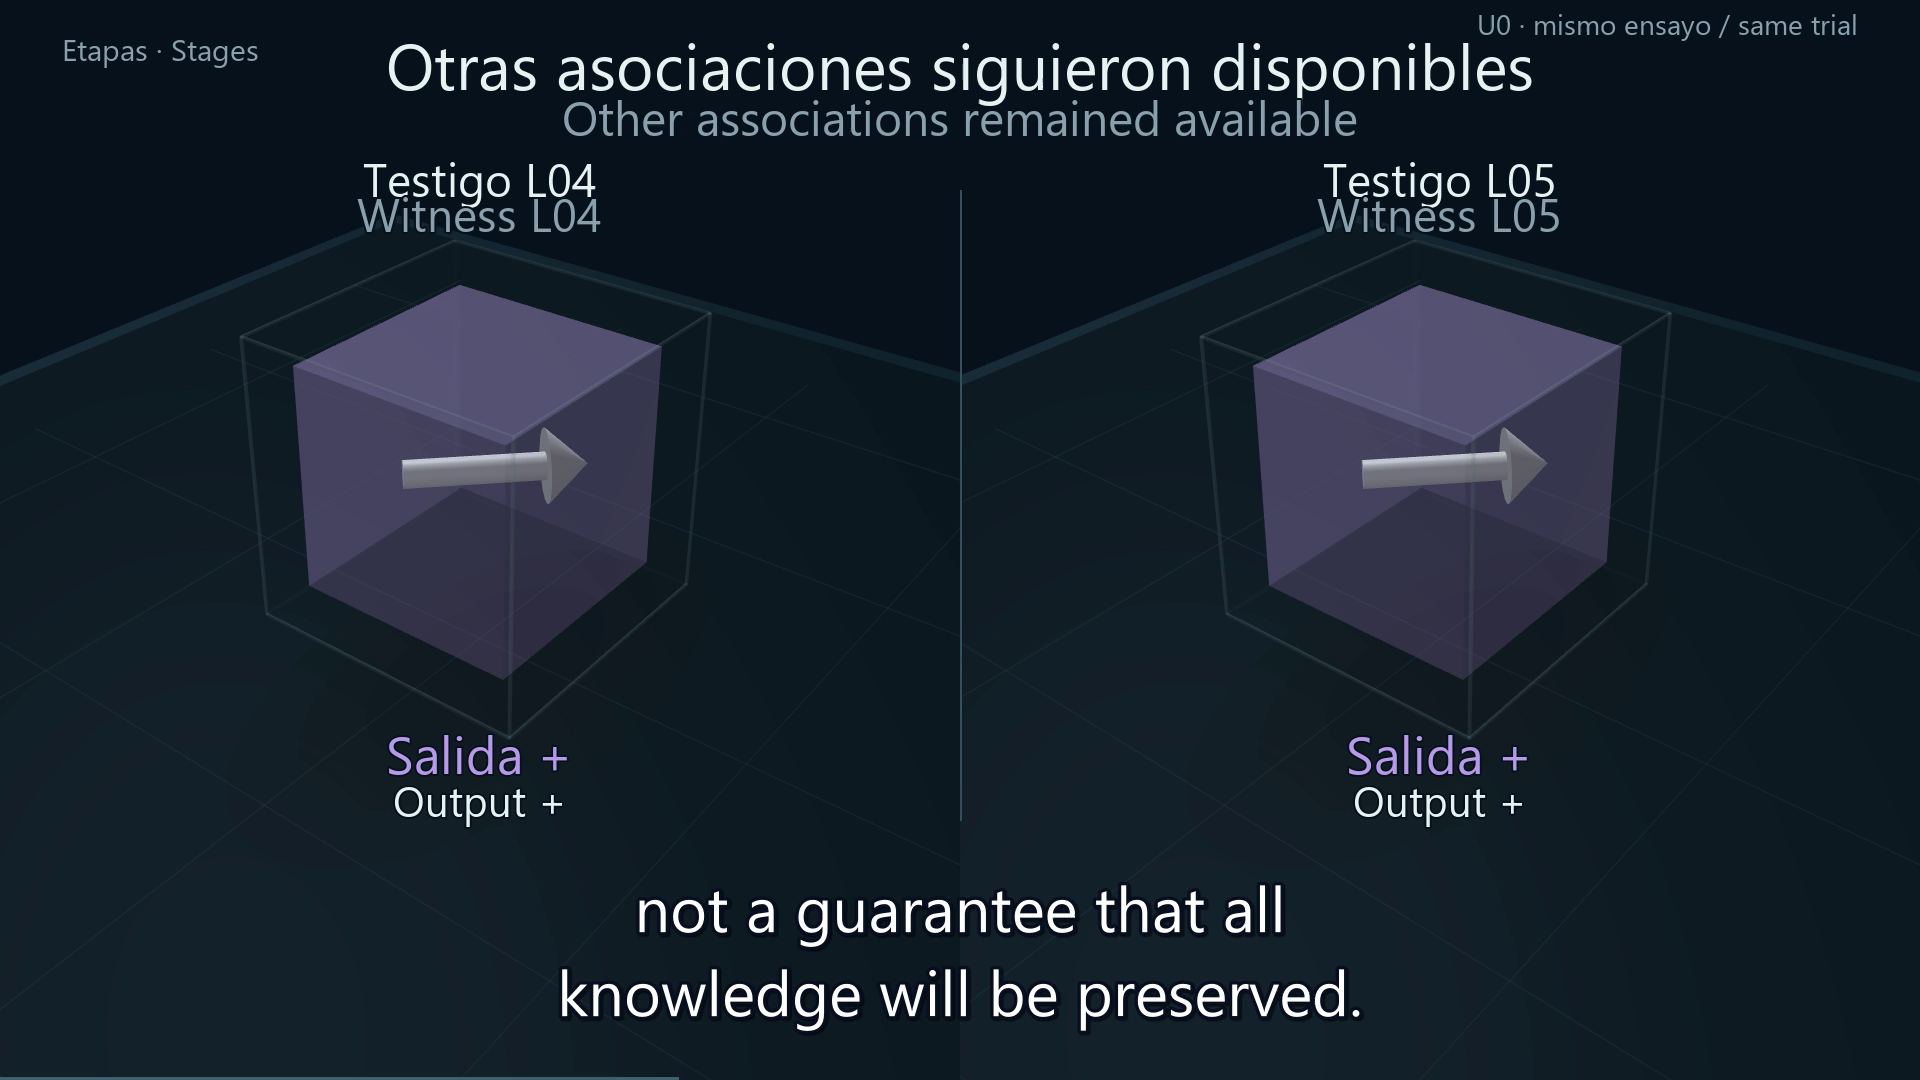 Etapas · Stages
U0 · mismo ensayo / same trial
Otras asociaciones siguieron disponibles
Other associations remained available
Testigo L04
Witness L04
Testigo L05
Witness L05
Salida +
Output +
Salida +
Output +
not a guarantee that all
knowledge will be preserved.